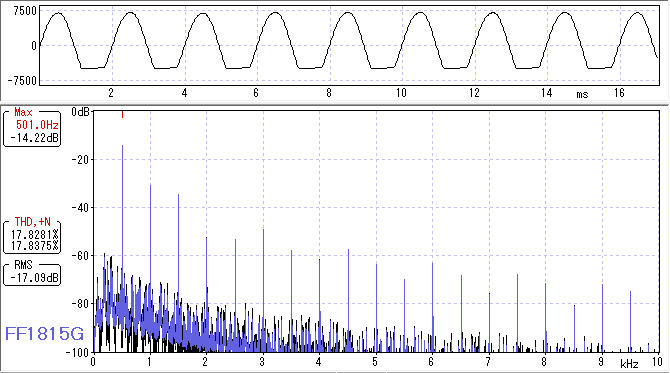 7500
0
-7500
2 4 6 8 10 12 14 ms 16
Max
501.0Hz
-14.22dB
THD,+N
17.8281%
17.8375%
RMS
-17.09dB
FF1815G
0dB
-20
-40
-60
-80
-100
0 1 2 3 4 5 6 7 8 9 kHz 10